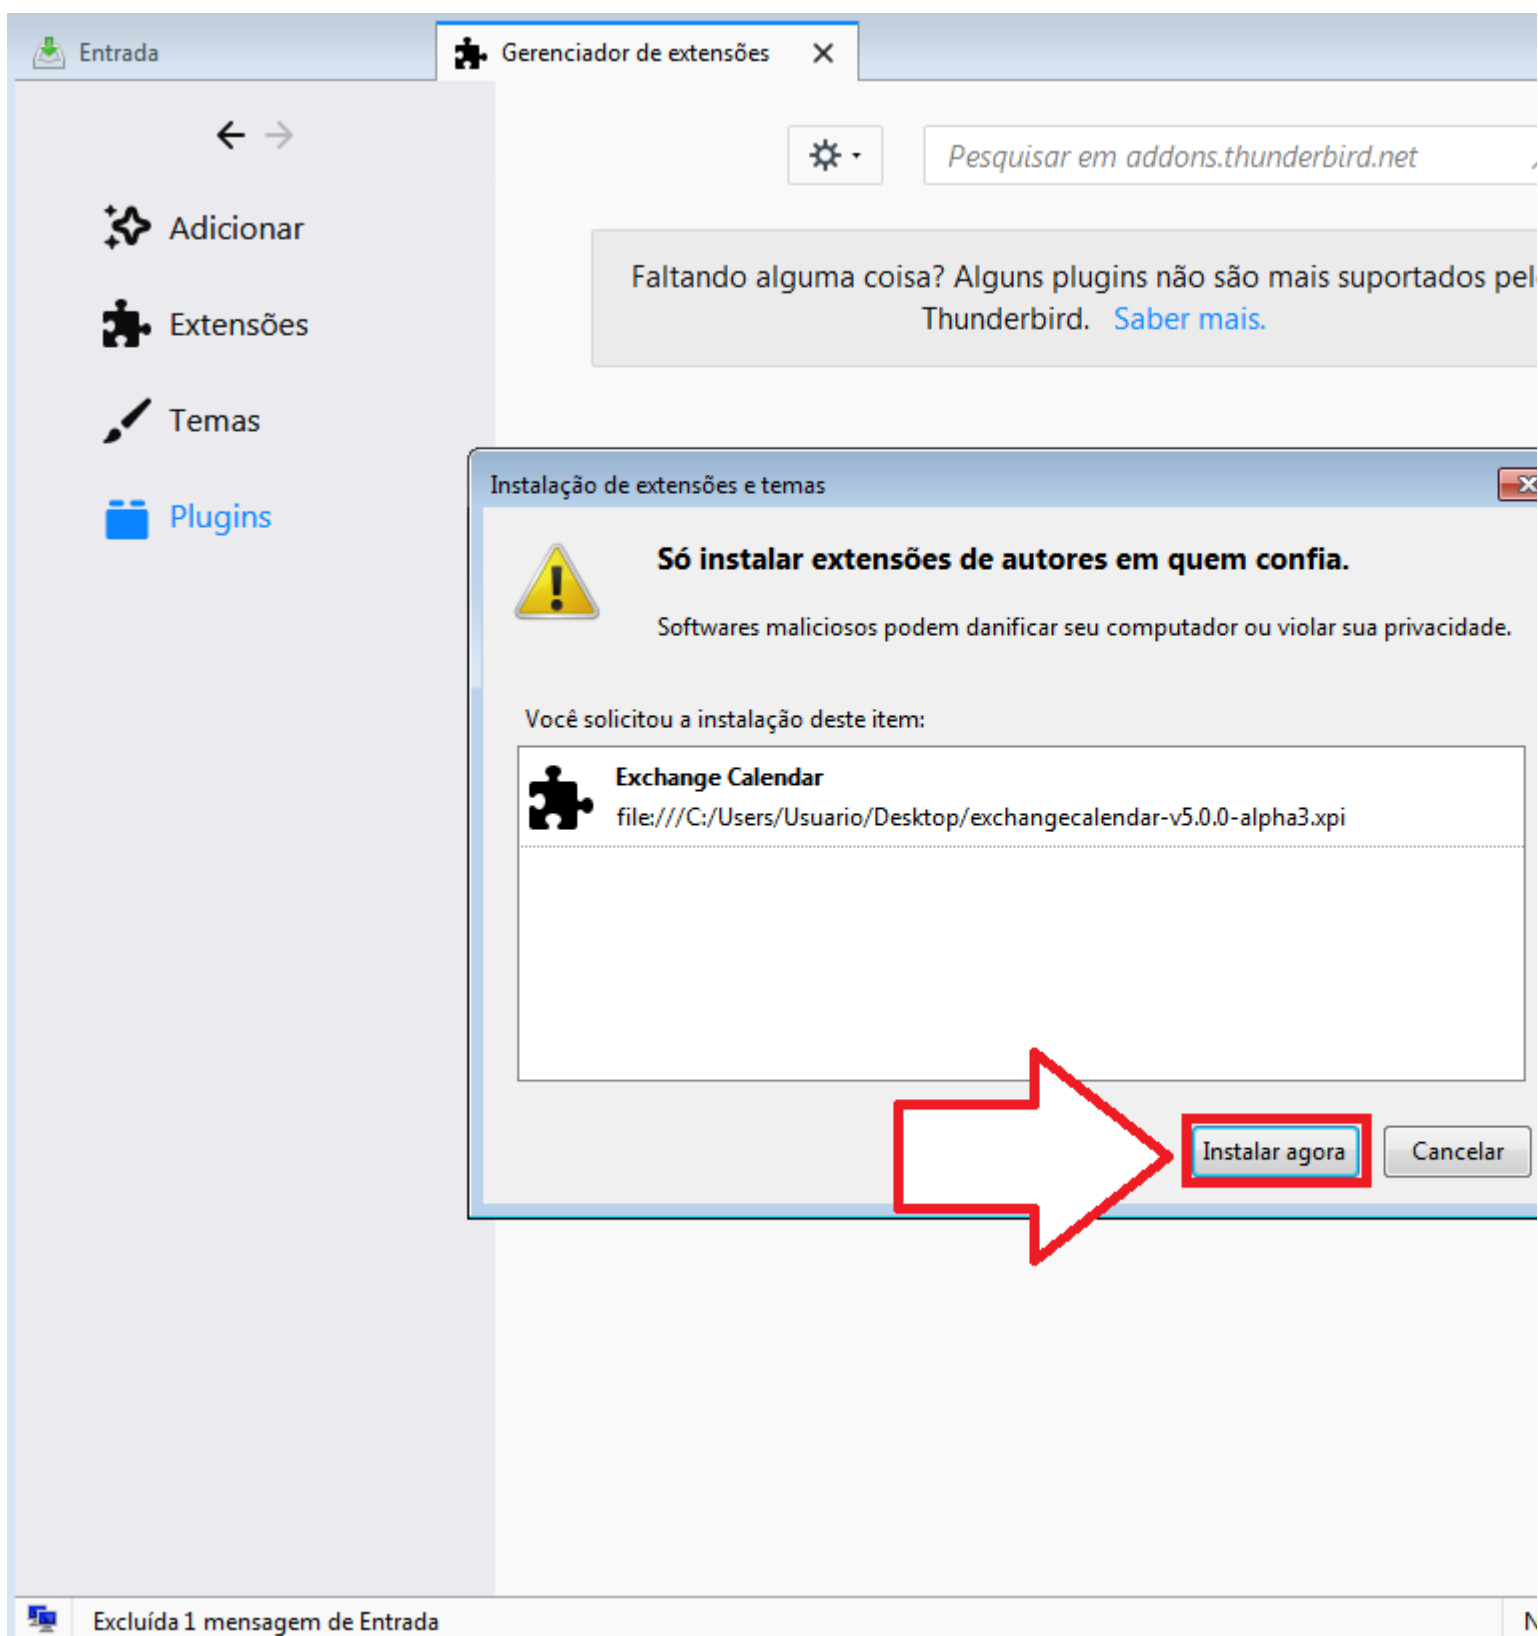 Entrada
Gerenciador de extensões
Pesquisar em addons.thunderbird.net
Adicionar
Extensões
Temas
Plugins
Faltando alguma coisa? Alguns plugins não são mais suportados
Thunderbird. Saber mais.
Instalação de extensões e temas
Só instalar extensões de autores em quem confia.
Softwares maliciosos podem danificar seu computador ou violar sua privacidade.
Você solicitou a instalação deste item:
Exchange Calendar
file:///C:/Users/Usuario/Desktop/exchangecalendar-v5.0.0-alpha3.xpi
Instalar agora
Cancelar
Excluída 1 mensagem de Entrada